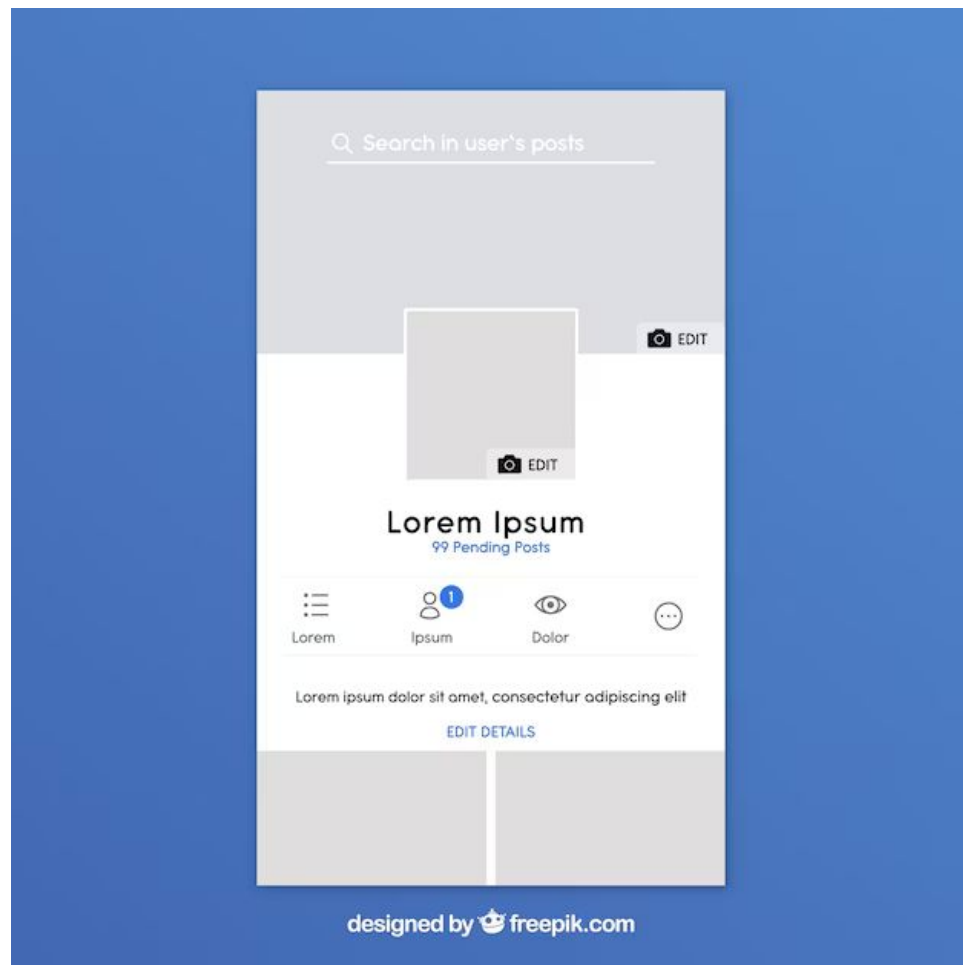 Search in user's posts
EDIT
EDIT
Lorem Ipsum
99 Pending Posts
1
Lorem Ipsum Dolor
Lorem ipsum dolor sit amet, consectetur adipiscing elit
EDIT DETAILS
designed by freepik.com